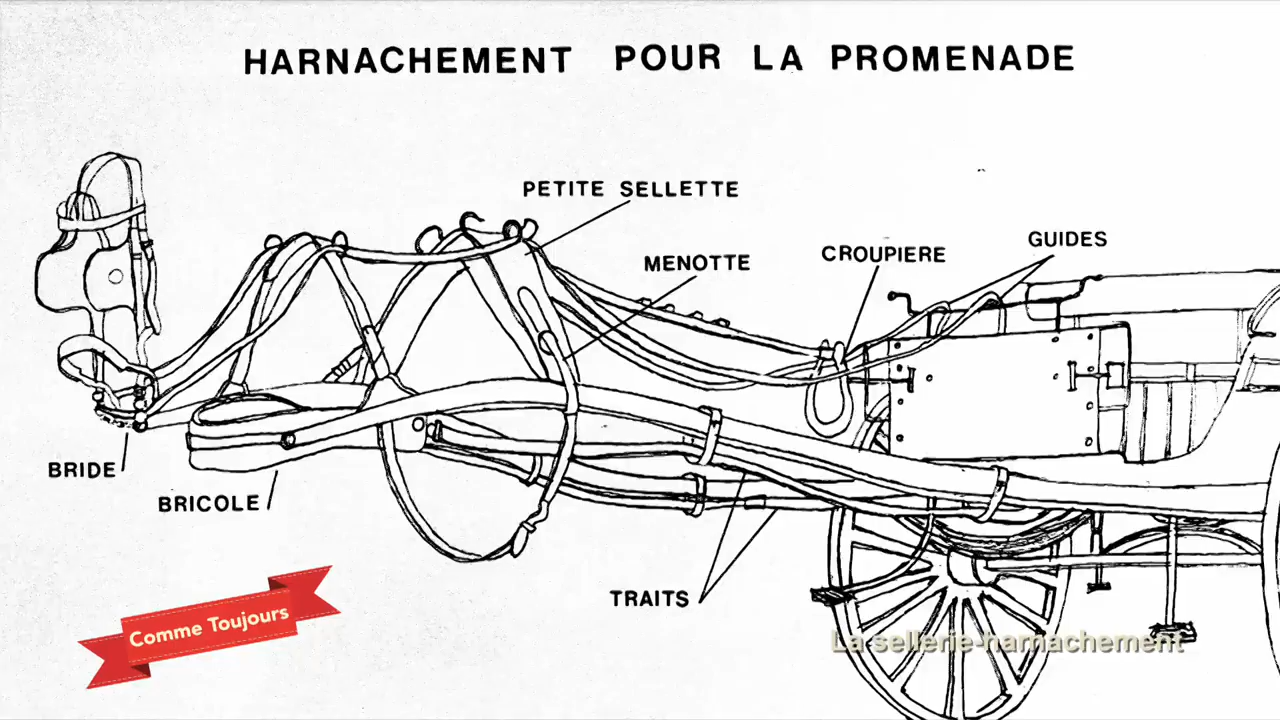 HARNACHEMENT POUR LA PROMENADE
PETITE SELLETTE
MENOTTE
CROUPIERE
GUIDES
BRIDE
BRICOLE
TRAITS
Comme Toujours
La sellerie-harnachement